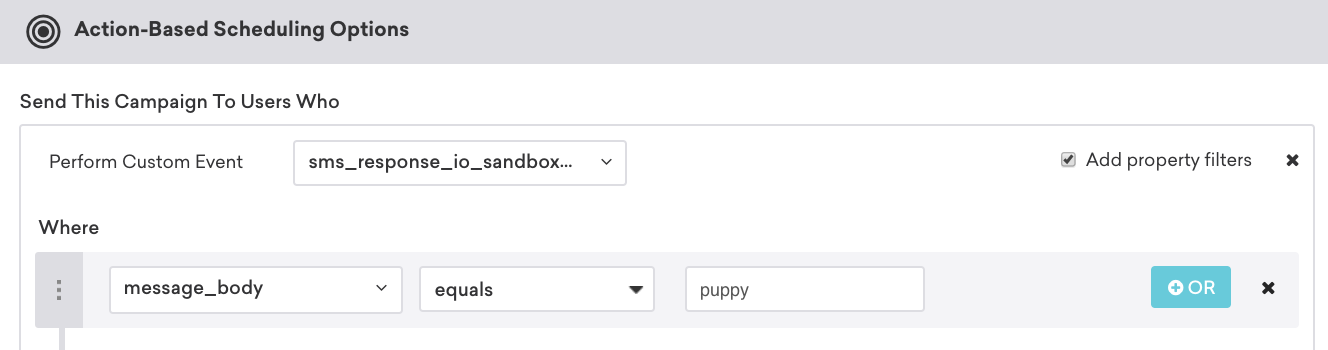 Action-Based Scheduling Options
Send This Campaign To Users Who
Perform Custom Event sms_response_io_sandbox... Add property filters
Where
message_body equals puppy OR